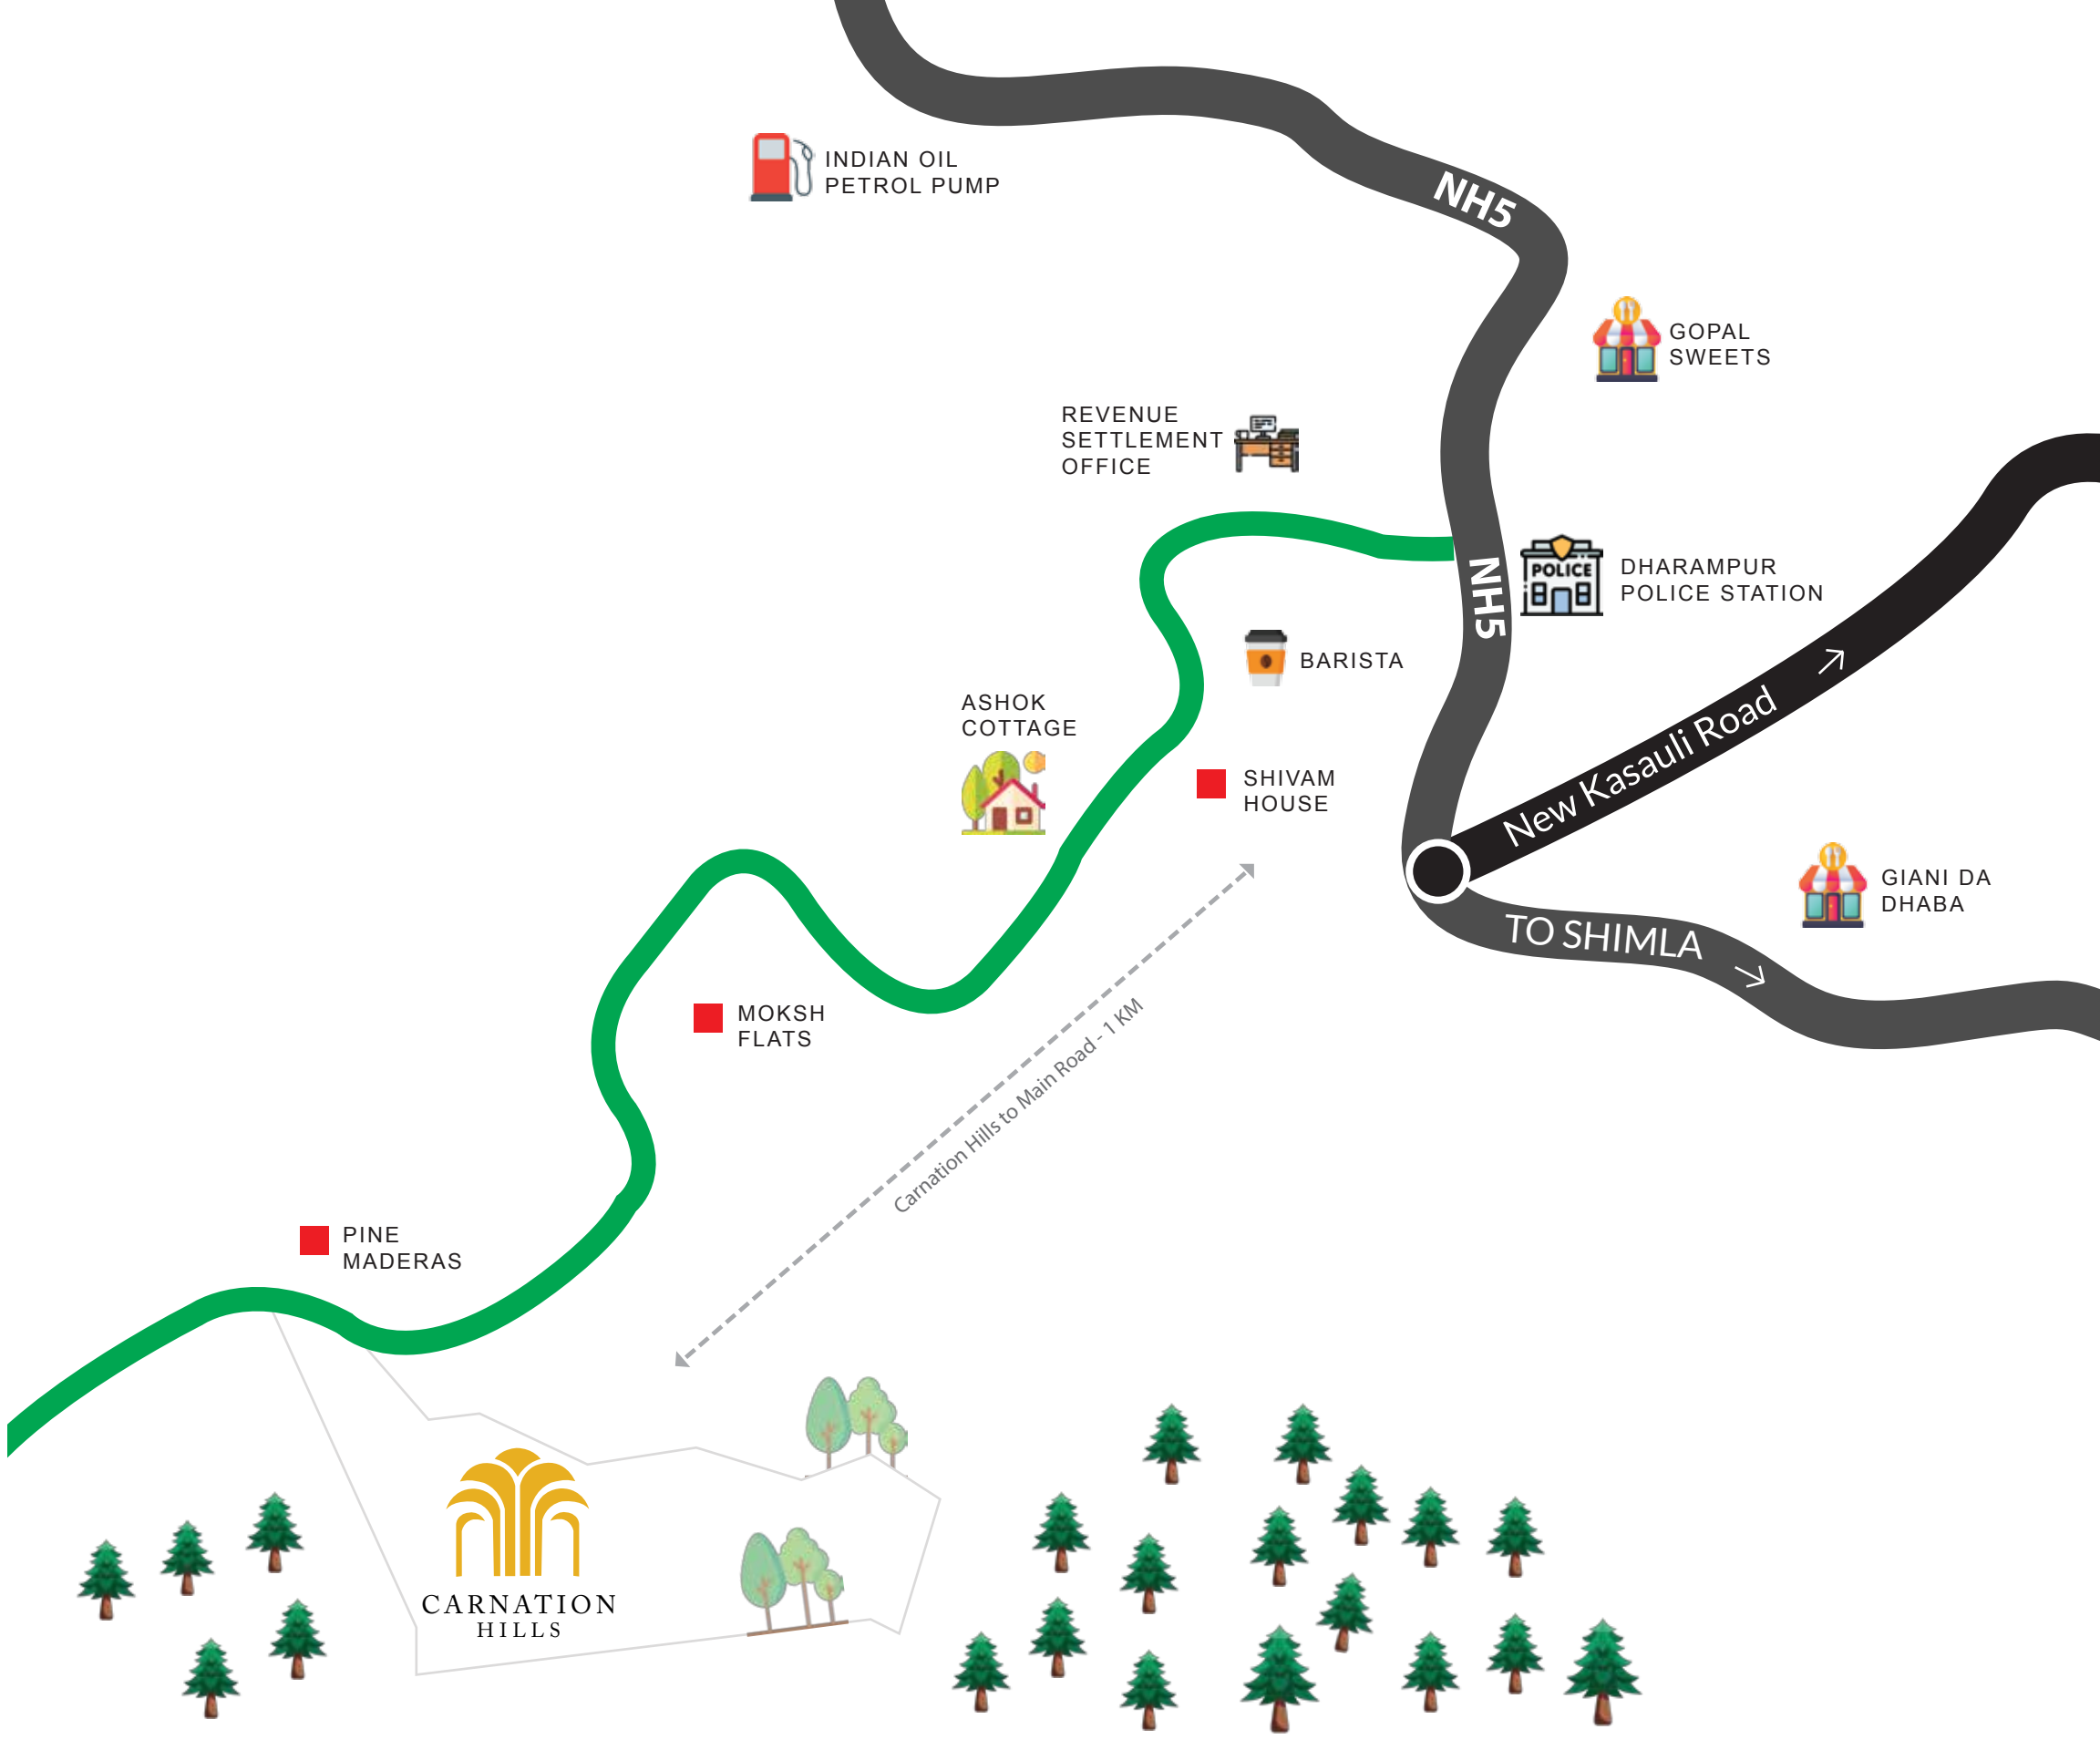 INDIAN OIL
PETROL PUMP
NH5
GOPAL
SWEETS
REVENUE
SETTLEMENT
OFFICE
NH5
POLICE
DHARAMPUR
POLICE STATION
BARISTA
ASHOK
COTTAGE
SHIVAM
HOUSE
New Kasauli Road
GIANI DA
DHABA
TO SHIMLA
MOKSH
FLATS
Carnation Hills to Main Road - 1 KM
PINE
MADERAS
CARNATION
HILLS